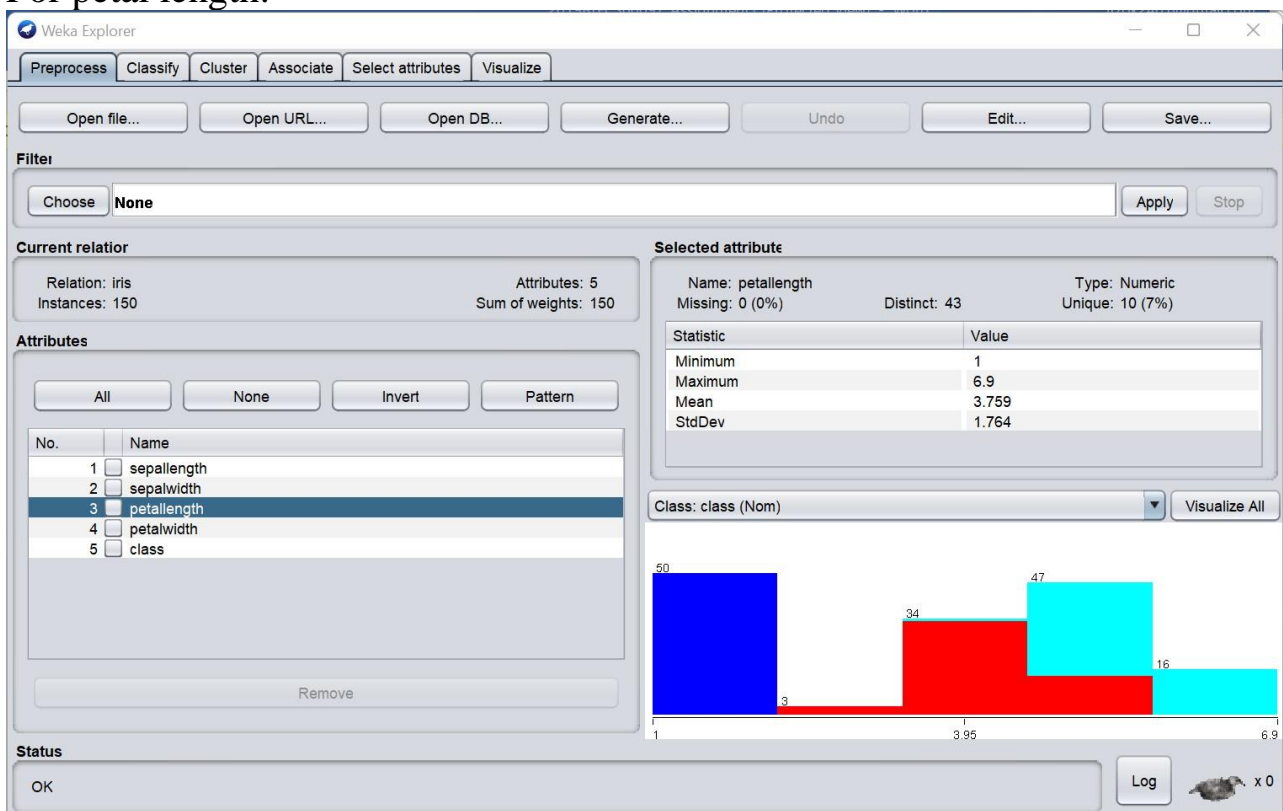 For petal length:
Weka Explorer
Preprocess Classify Cluster Associate Select attributes Visualize
Open file... Open URL... Open DB... Generate... Undo Edit... Save...
Filter
Choose None Apply Stop
Current relation
Relation: iris Attributes: 5
Instances: 150 Sum of weights: 150
Attributes
All None Invert Pattern
No. Name
1 sepallength
2 sepalwidth
3 petallength
4 petalwidth
5 class
Remove
Selected attribute
Name: petallength Type: Numeric
Missing: 0 (0%) Distinct: 43 Unique: 10 (7%)
Statistic Value
Minimum 1
Maximum 6.9
Mean 3.759
StdDev 1.764
Class: class (Nom) Visualize All
50
3
34
47
16
1 3.95 6.9
Status
OK Log x 0